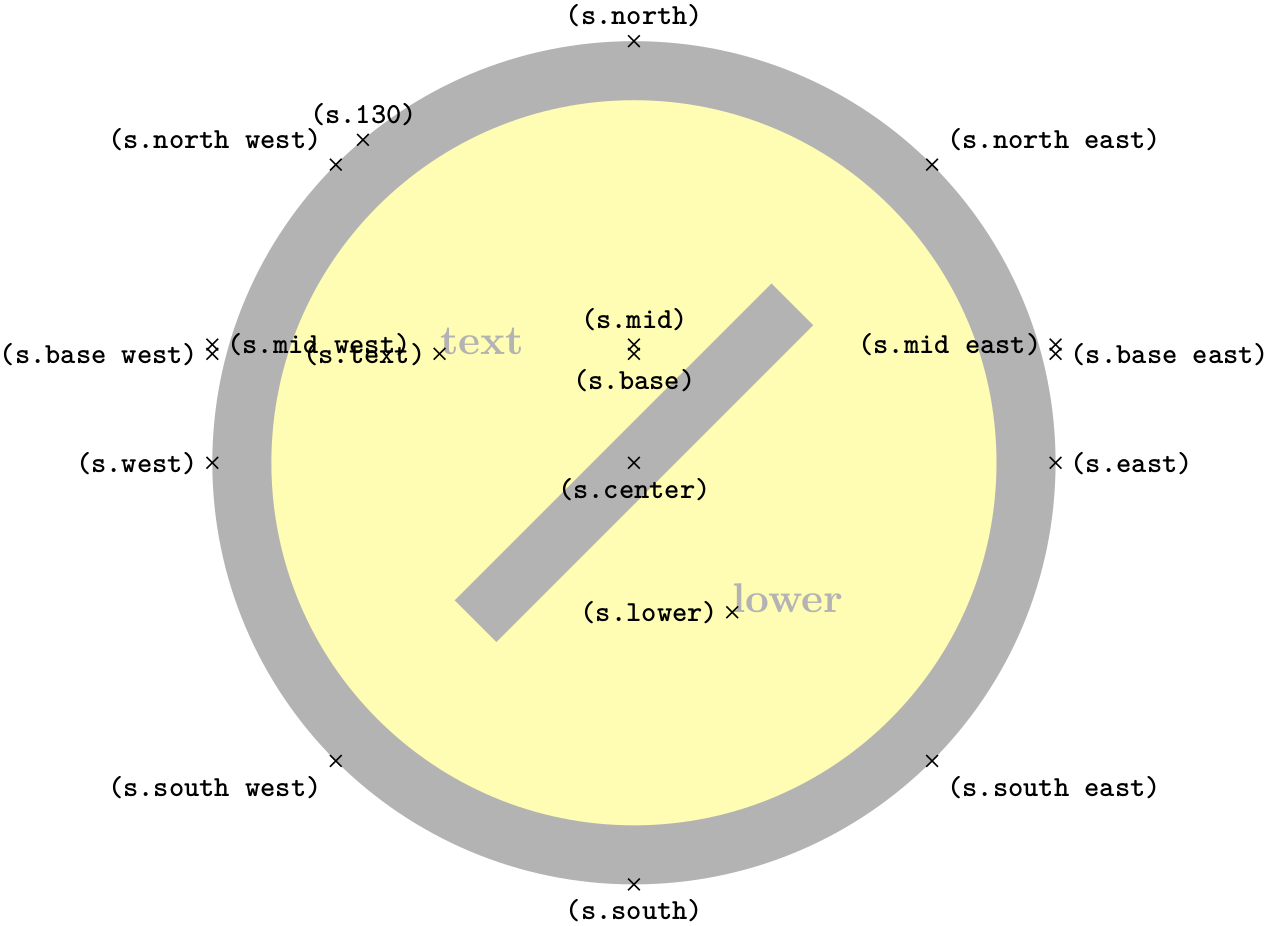 (s.north)
(s.130)
(s.north west)
(s.north east)
(s.mid)
text
(s.mid west)
(s.mid east)
(s.base west)
(s.text)
(s.base east)
(s.base)
(s.west)
(s.east)
(s.center)
lower
(s.lower)
(s.south west)
(s.south east)
(s.south)